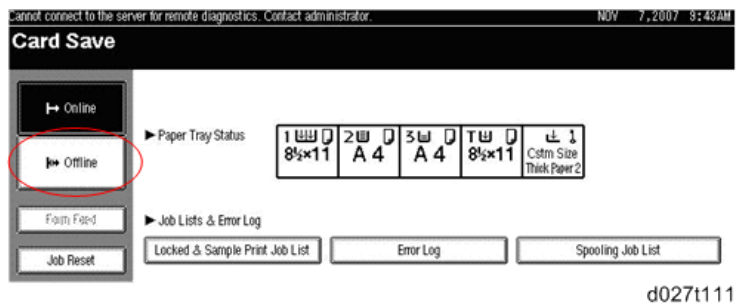 Cannot connect to the server for remote diagnostics. Contact administrator. NOV 7,2007 9:43AM
Card Save
Online
Offline
Form Feed
Job Reset
► Paper Tray Status
1 8½×11
2 A 4
3 A 4
T 8½×11
1 Cstm Size
Thick Paper 2
► Job Lists & Error Log
Locked & Sample Print Job List Error Log Spooling Job List
d027t111